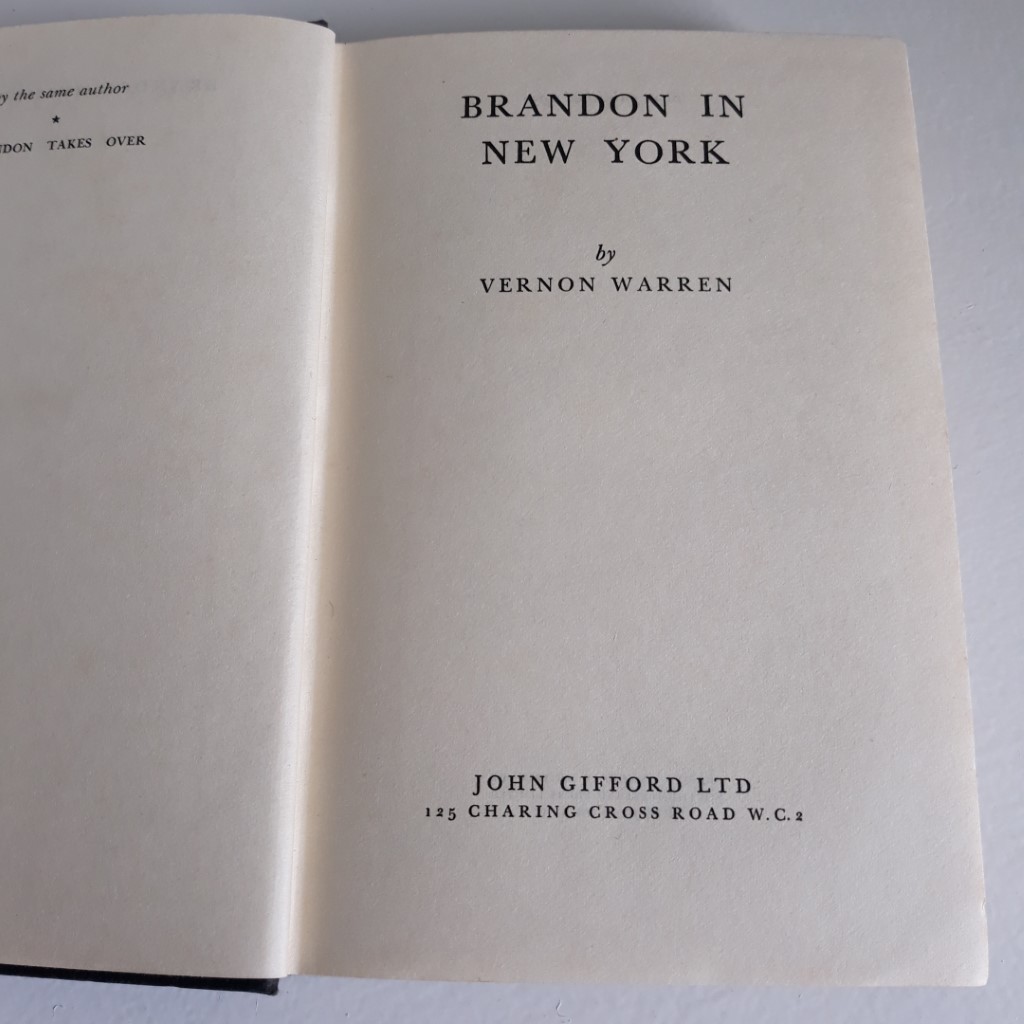 the same author
★
TAKES OVER
BRANDON IN
NEW YORK
by
VERNON WARREN
JOHN GIFFORD LTD
125 CHARING CROSS ROAD W.C.2